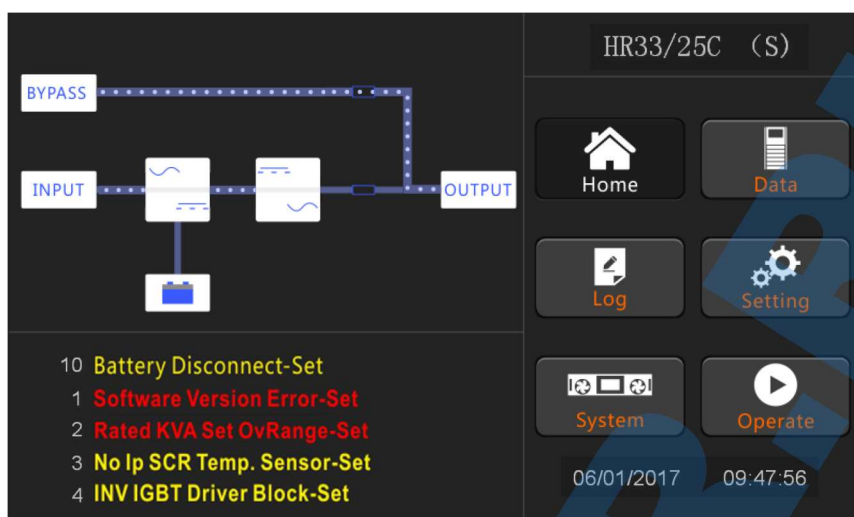 HR33/25C （S）
BYPASS
INPUT
OUTPUT
Home
Data
Log
Setting
System
Operate
10 Battery Disconnect-Set
1 Software Version Error-Set
2 Rated KVA Set OvRange-Set
3 No Ip SCR Temp. Sensor-Set
4 INV IGBT Driver Block-Set
06/01/2017 09:47:56